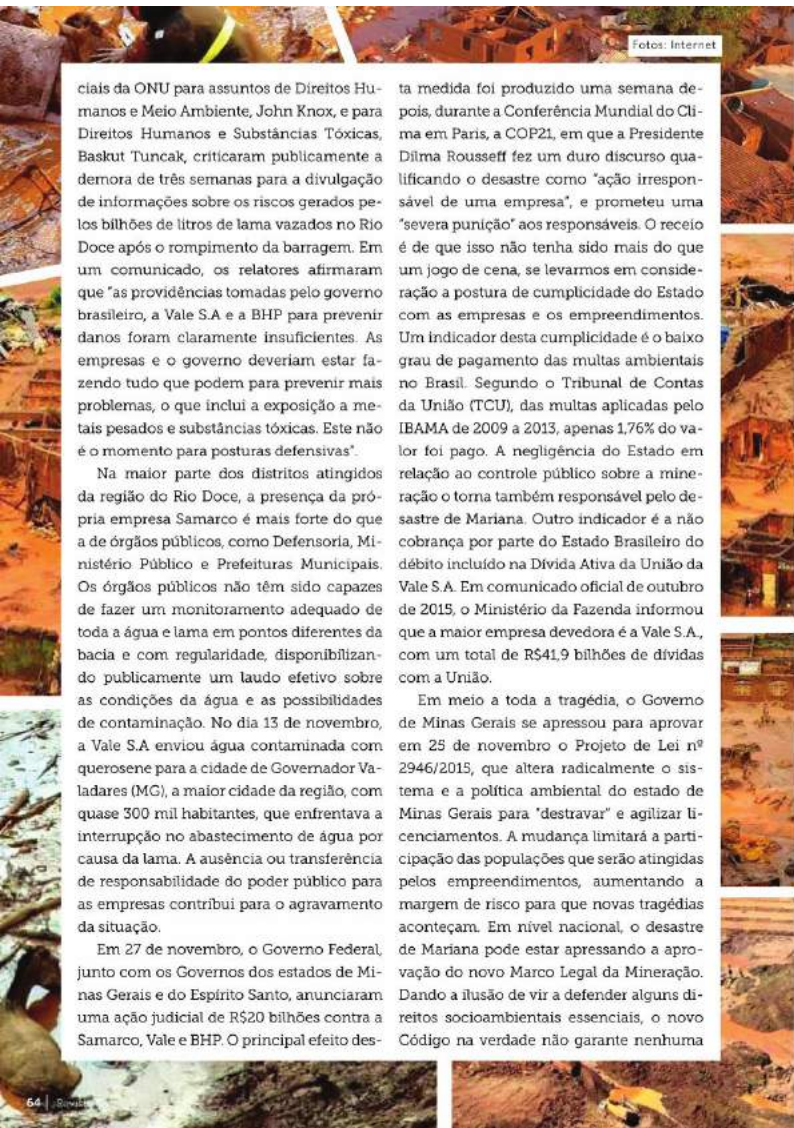 Fotos: Internet
ciais da ONU para assuntos de Direitos Hu-
manos e Meio Ambiente, John Knox, e para
Direitos Humanos e Substâncias Tóxicas,
Baskut Tuncak, criticaram publicamente a
demora de três semanas para a divulgação
de informações sobre os riscos gerados pe-
los bilhões de litros de lama vazados no Rio
Doce após o rompimento da barragem. Em
um comunicado, os relatores afirmaram
que "as providências tomadas pelo governo
brasileiro, a Vale S.A e a BHP para prevenir
danos foram claramente insuficientes. As
empresas e o governo deveriam estar fa-
zendo tudo que podem para prevenir mais
problemas, o que inclui a exposição a me-
tais pesados e substâncias tóxicas. Este não
é o momento para posturas defensivas".
Na maior parte dos distritos atingidos
da região do Rio Doce, a presença da pró-
pria empresa Samarco é mais forte do que
a de órgãos públicos, como Defensoria, Mi-
nistério Público e Prefeituras Municipais.
Os órgãos públicos não têm sido capazes
de fazer um monitoramento adequado de
toda a água e lama em pontos diferentes da
bacia e com regularidade, disponibilizan-
do publicamente um laudo efetivo sobre
as condições da água e as possibilidades
de contaminação. No dia 13 de novembro,
a Vale S.A enviou água contaminada com
querosene para a cidade de Governador Va-
ladares (MG), a maior cidade da região, com
quase 300 mil habitantes, que enfrentava a
interrupção no abastecimento de água por
causa da lama. A ausência ou transferência
de responsabilidade do poder público para
as empresas contribui para o agravamento
da situação.
Em 27 de novembro, o Governo Federal,
junto com os Governos dos estados de Mi-
nas Gerais e do Espírito Santo, anunciaram
uma ação judicial de R$20 bilhões contra a
Samarco, Vale e BHP. O principal efeito des-
ta medida foi produzido uma semana de-
pois, durante a Conferência Mundial do Cli-
ma em Paris, a COP21, em que a Presidente
Dilma Rousseff fez um duro discurso qua-
lificando o desastre como "ação irrespon-
sável de uma empresa", e prometeu uma
"severa punição" aos responsáveis. O receio
é de que isso não tenha sido mais do que
um jogo de cena, se levarmos em conside-
ração a postura de cumplicidade do Estado
com as empresas e os empreendimentos.
Um indicador desta cumplicidade é o baixo
grau de pagamento das multas ambientais
no Brasil. Segundo o Tribunal de Contas
da União (TCU), das multas aplicadas pelo
IBAMA de 2009 a 2013, apenas 1,76% do va-
lor foi pago. A negligência do Estado em
relação ao controle público sobre a mine-
ração o torna também responsável pelo de-
sastre de Mariana. Outro indicador é a não
cobrança por parte do Estado Brasileiro do
débito incluído na Dívida Ativa da União da
Vale S.A. Em comunicado oficial de outubro
de 2015, o Ministério da Fazenda informou
que a maior empresa devedora é a Vale S.A.,
com um total de R$41,9 bilhões de dívidas
com a União.
Em meio a toda a tragédia, o Governo
de Minas Gerais se apressou para aprovar
em 25 de novembro o Projeto de Lei nº
2946/2015, que altera radicalmente o sis-
tema e a política ambiental do estado de
Minas Gerais para "destravar" e agilizar li-
cenciamentos. A mudança limitará a parti-
cipação das populações que serão atingidas
pelos empreendimentos, aumentando a
margem de risco para que novas tragédias
aconteçam. Em nível nacional, o desastre
de Mariana pode estar apressando a apro-
vação do novo Marco Legal da Mineração.
Dando a ilusão de vir a defender alguns di-
reitos socioambientais essenciais, o novo
Código na verdade não garante nenhuma
64 |